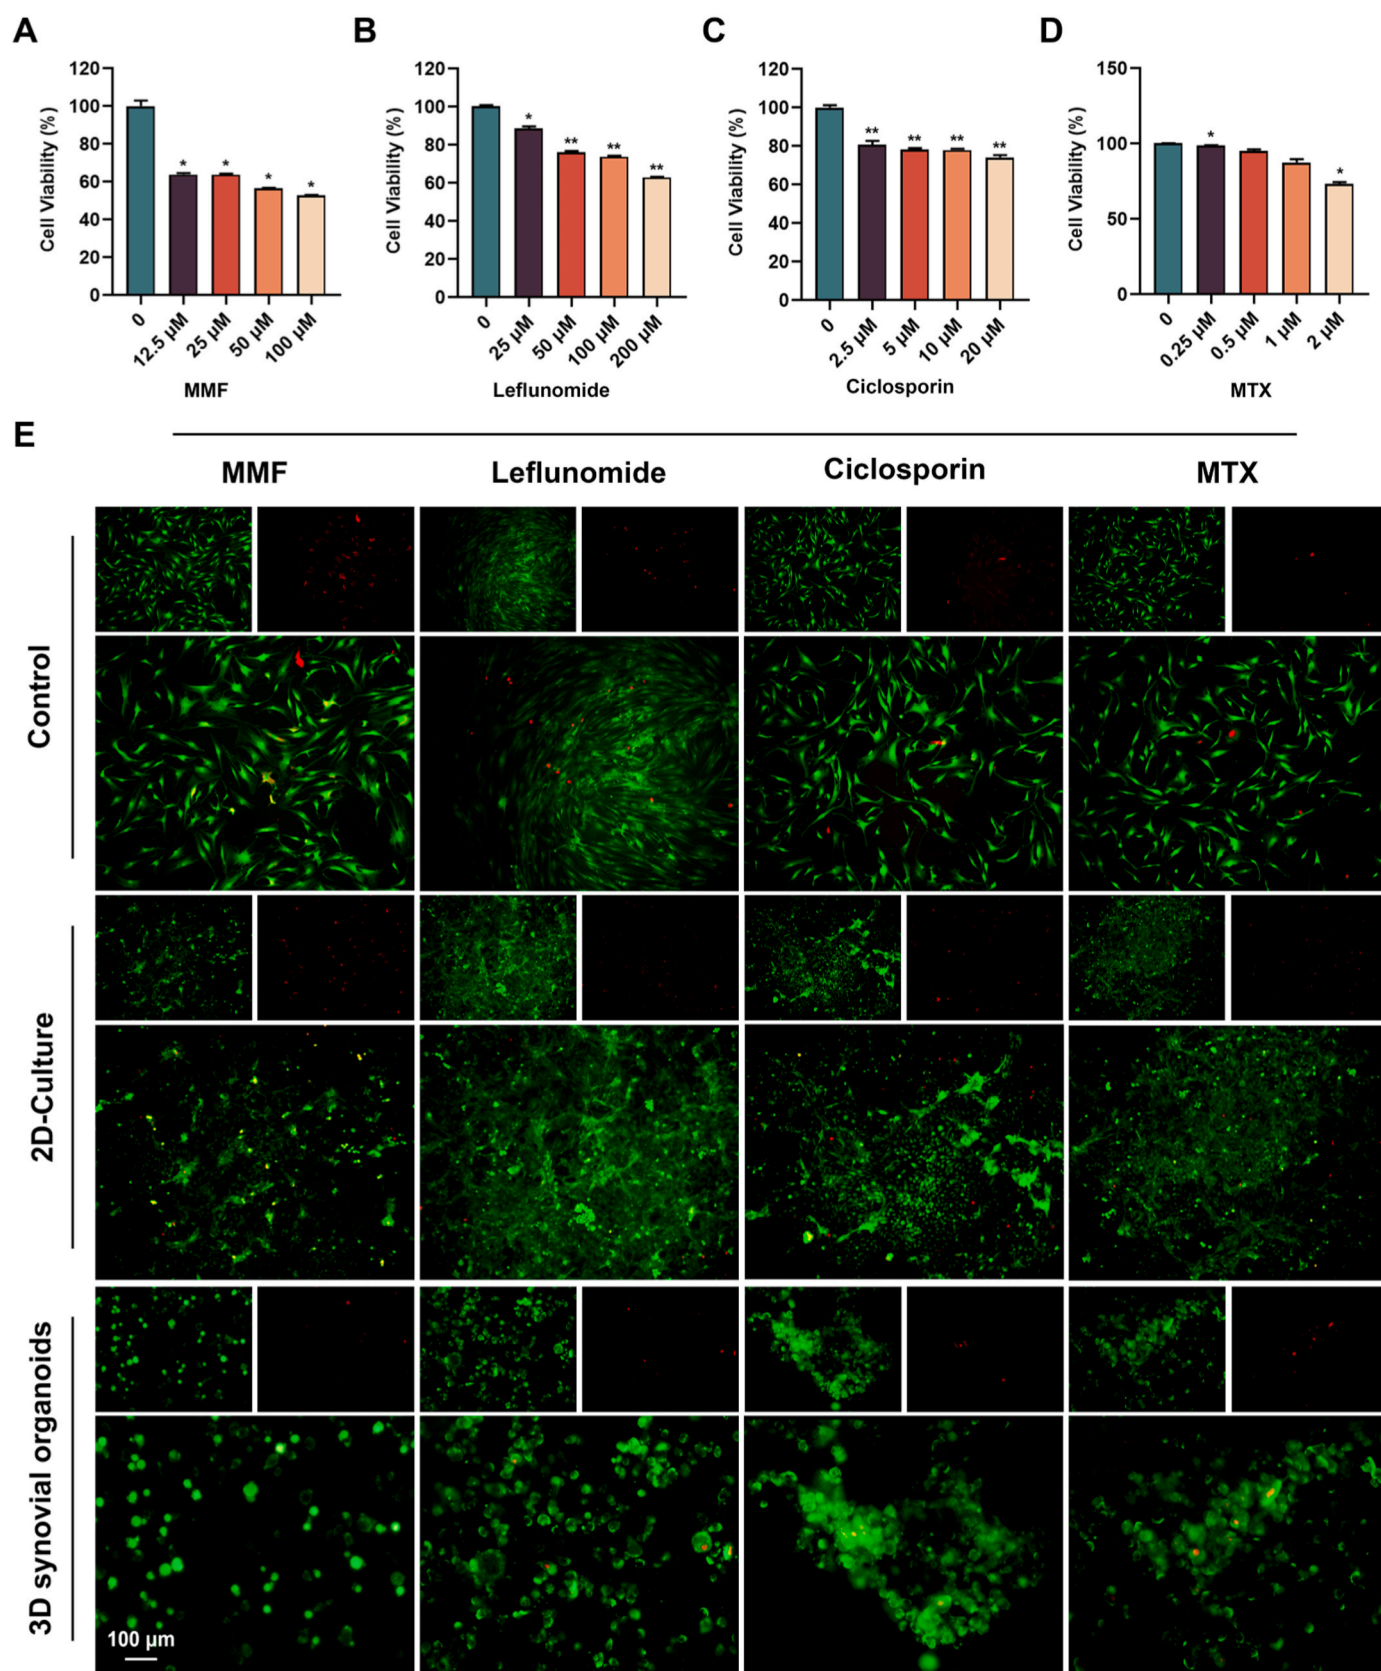 A
B
C
D
Cell Viability (%)
120
100
80
60
40
20
0
0
12.5 µM
25 µM
50 µM
100 µM
MMF
Cell Viability (%)
120
100
80
60
40
20
0
0
25 µM
50 µM
100 µM
200 µM
Leflunomide
Cell Viability (%)
120
100
80
60
40
20
0
0
2.5 µM
5 µM
10 µM
20 µM
Ciclosporin
Cell Viability (%)
150
100
50
0
0
0.25 µM
0.5 µM
1 µM
2 µM
MTX
* * * *
* ** ** **
** ** ** **
* *
E
MMF Leflunomide Ciclosporin MTX
Control
2D-Culture
3D synovial organoids
100 µm